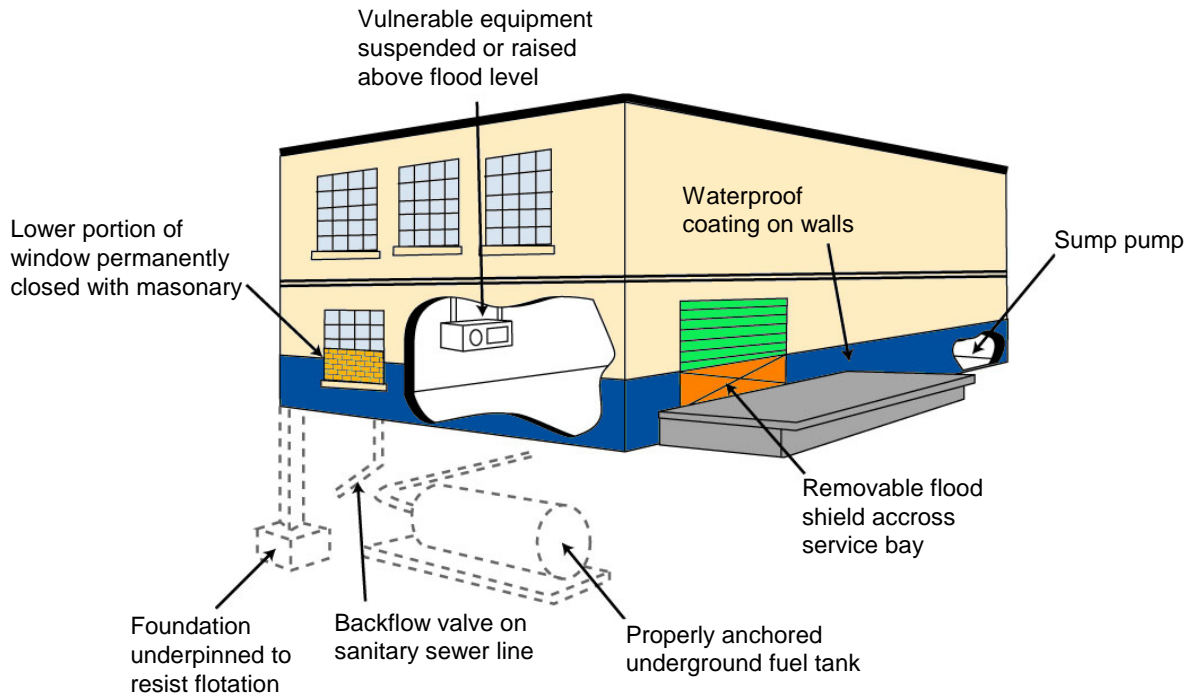 Vulnerable equipment
suspended or raised
above flood level
Lower portion of
window permanently
closed with masonary
Waterproof
coating on walls
Sump pump
Removable flood
shield accross
service bay
Foundation
underpinned to
resist flotation
Backflow valve on
sanitary sewer line
Properly anchored
underground fuel tank